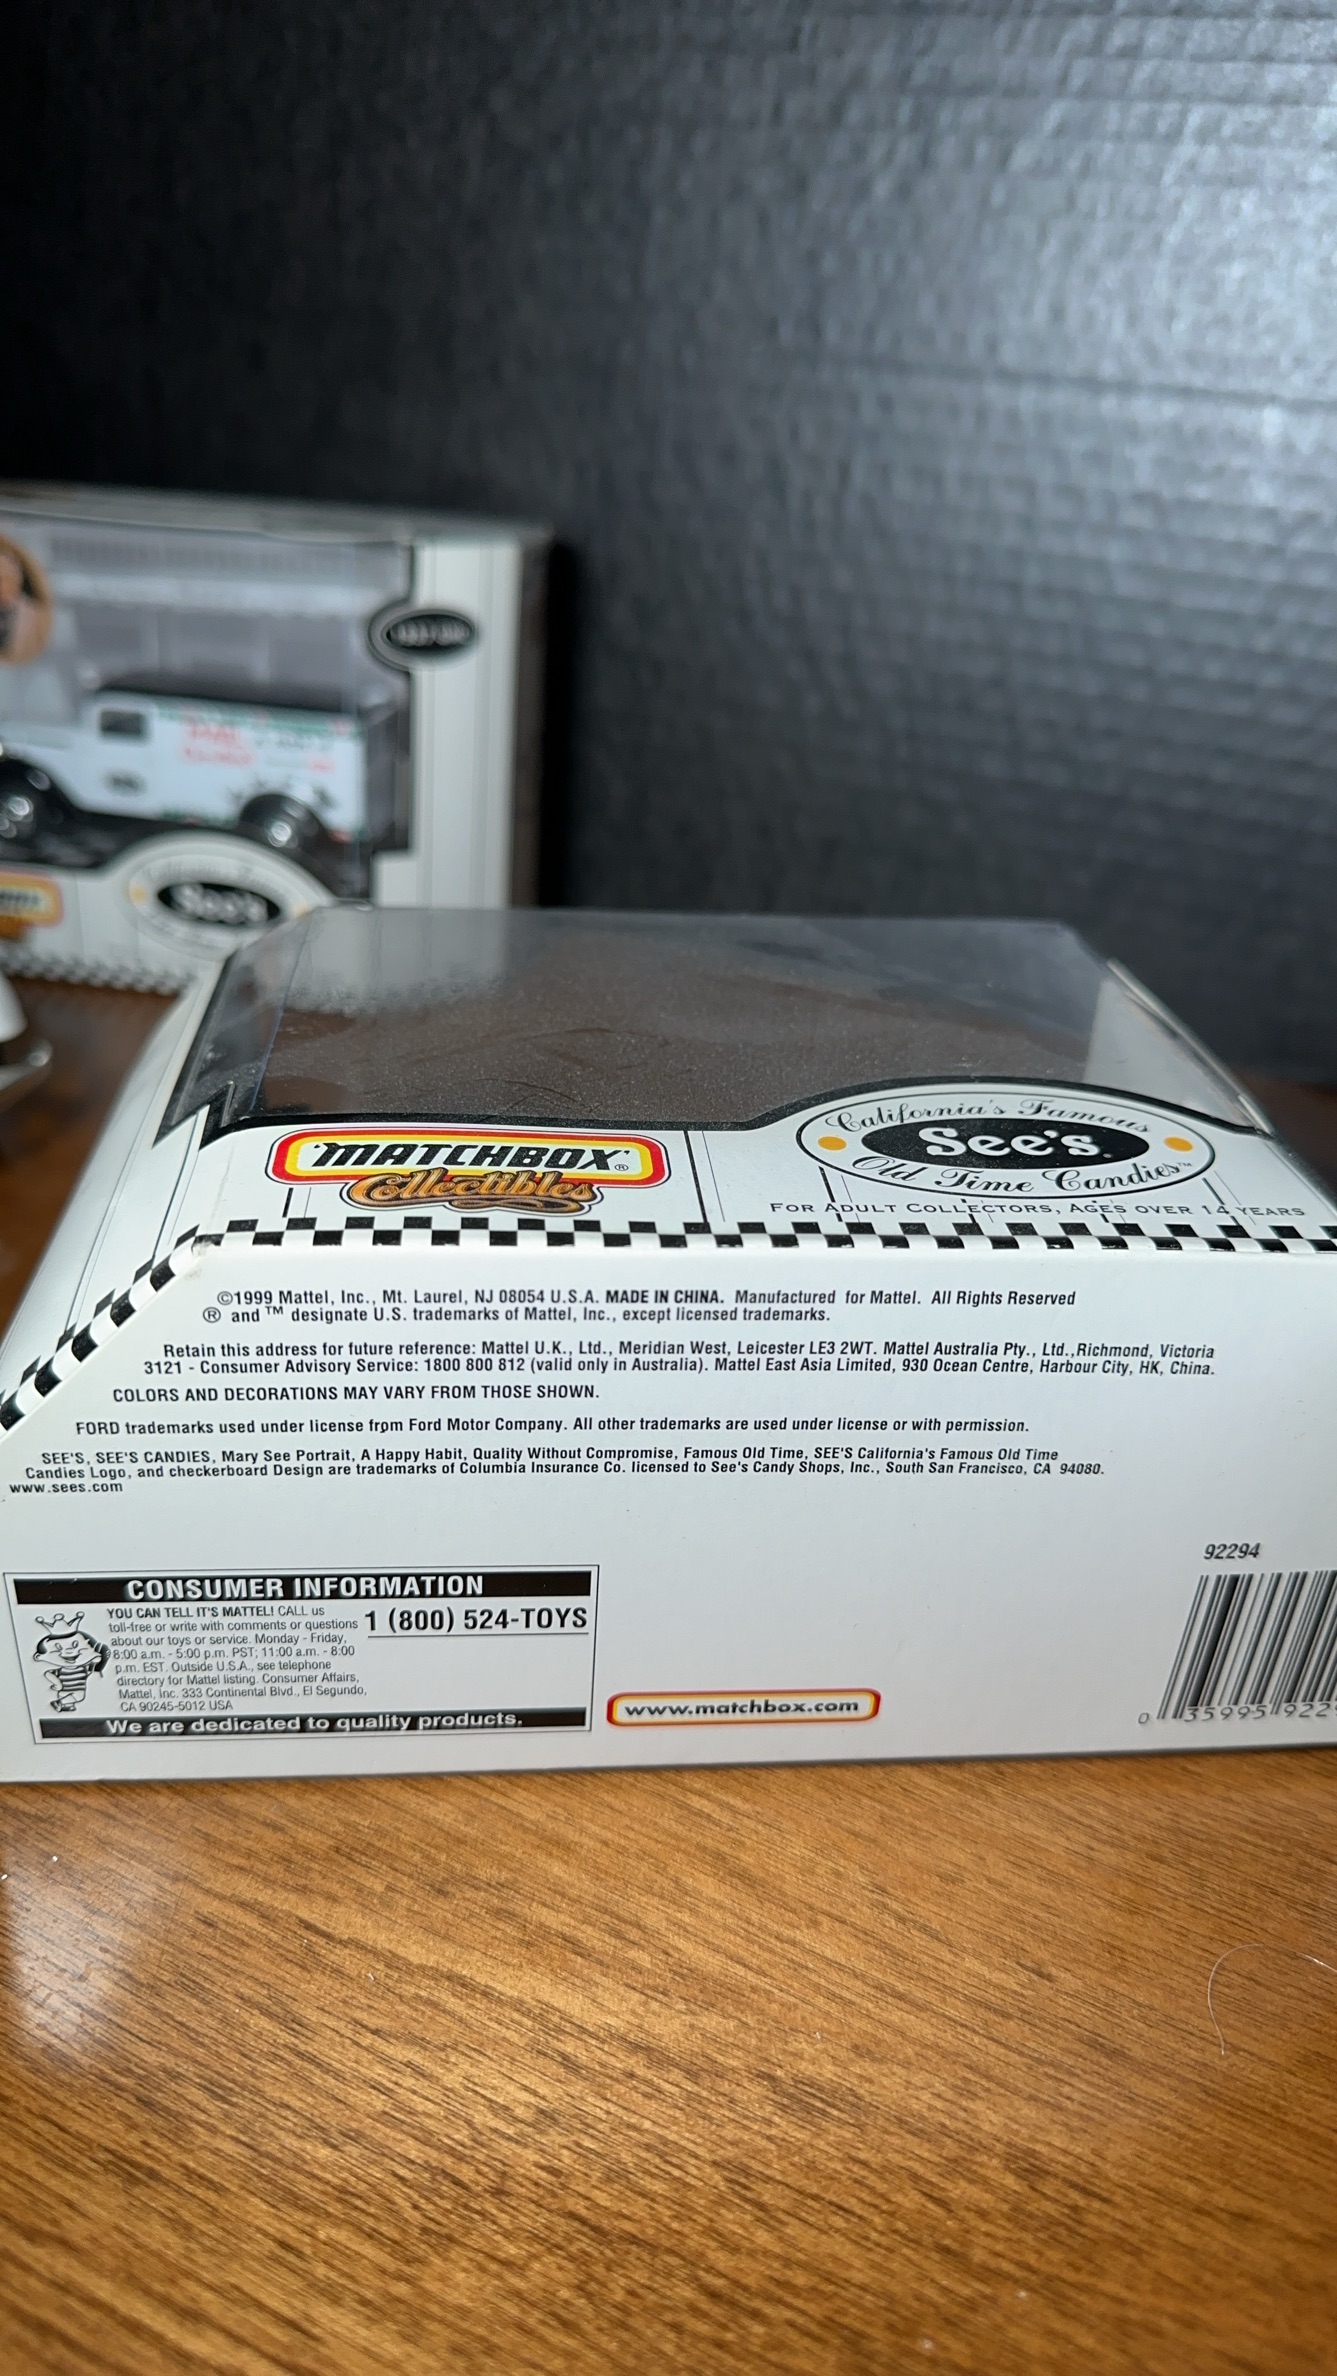 See's
MATCHBOX®
Collectibles
California's Famous
See's®
Old Time Candies™
FOR ADULT COLLECTORS, AGES OVER 14 YEARS
©1999 Mattel, Inc., Mt. Laurel, NJ 08054 U.S.A. MADE IN CHINA. Manufactured for Mattel. All Rights Reserved
® and ™ designate U.S. trademarks of Mattel, Inc., except licensed trademarks.
Retain this address for future reference: Mattel U.K., Ltd., Meridian West, Leicester LE3 2WT. Mattel Australia Pty., Ltd.,Richmond, Victoria
3121 - Consumer Advisory Service: 1800 800 812 (valid only in Australia). Mattel East Asia Limited, 930 Ocean Centre, Harbour City, HK, China.
COLORS AND DECORATIONS MAY VARY FROM THOSE SHOWN.
FORD trademarks used under license from Ford Motor Company. All other trademarks are used under license or with permission.
SEE'S, SEE'S CANDIES, Mary See Portrait, A Happy Habit, Quality Without Compromise, Famous Old Time, SEE'S California's Famous Old Time
Candies Logo, and checkerboard Design are trademarks of Columbia Insurance Co. licensed to See's Candy Shops, Inc., South San Francisco, CA 94080.
www.sees.com
92294
CONSUMER INFORMATION
YOU CAN TELL IT'S MATTEL! CALL us
toll-free or write with comments or questions
about our toys or service. Monday - Friday,
8:00 a.m. - 5:00 p.m. PST; 11:00 a.m. - 8:00
p.m. EST. Outside U.S.A., see telephone
directory for Mattel listing. Consumer Affairs,
Mattel, Inc. 333 Continental Blvd., El Segundo,
CA 90245-5012 USA
1 (800) 524-TOYS
We are dedicated to quality products.
www.matchbox.com
0 35995 922